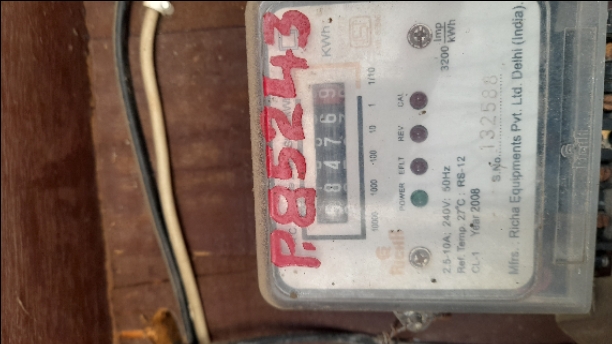 P.85243
KWh
584769
10000 1000 -100 10 1 1/10
POWER EFLT REV CAL
RICHA
3200 Imp/kWh
2.5-10A; 240V; 50Hz
Ref. Temp. 27°C ; RS-12
CL-1 Year 2008
S.No. 132588
Mfrs. : Richa Equipments Pvt. Ltd. Delhi (India)